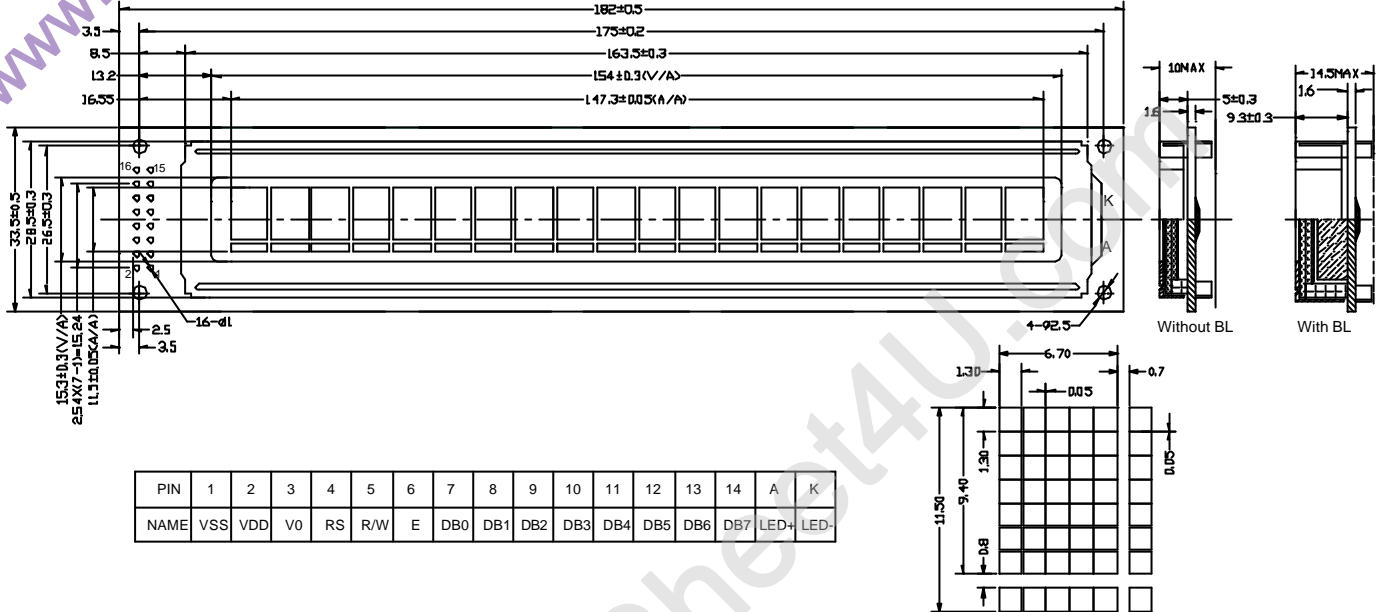 www.
182±0.5
3.5 175±0.2
8.5 163.5±0.3
13.2 154±0.3(V/A)
16.55 147.3±0.05(A/A)
10MAX
5±0.3
1.6
14.5MAX
1.6
9.3±0.3
16 15
2 1
K
A
33.5±0.5
28.5±0.3
26.5±0.3
15.3±0.3(V/A)
2.54X(7-1)=15.24
11.5±0.05(A/A)
16-ø1
2.5
3.5
4-Ø2.5
Without BL
With BL
6.70
1.30
0.7
0.05
11.50
9.40
1.30
0.8
0.05
PIN 1 2 3 4 5 6 7 8 9 10 11 12 13 14 A K
NAME VSS VDD V0 RS R/W E DB0 DB1 DB2 DB3 DB4 DB5 DB6 DB7 LED+ LED-
heet4U.com